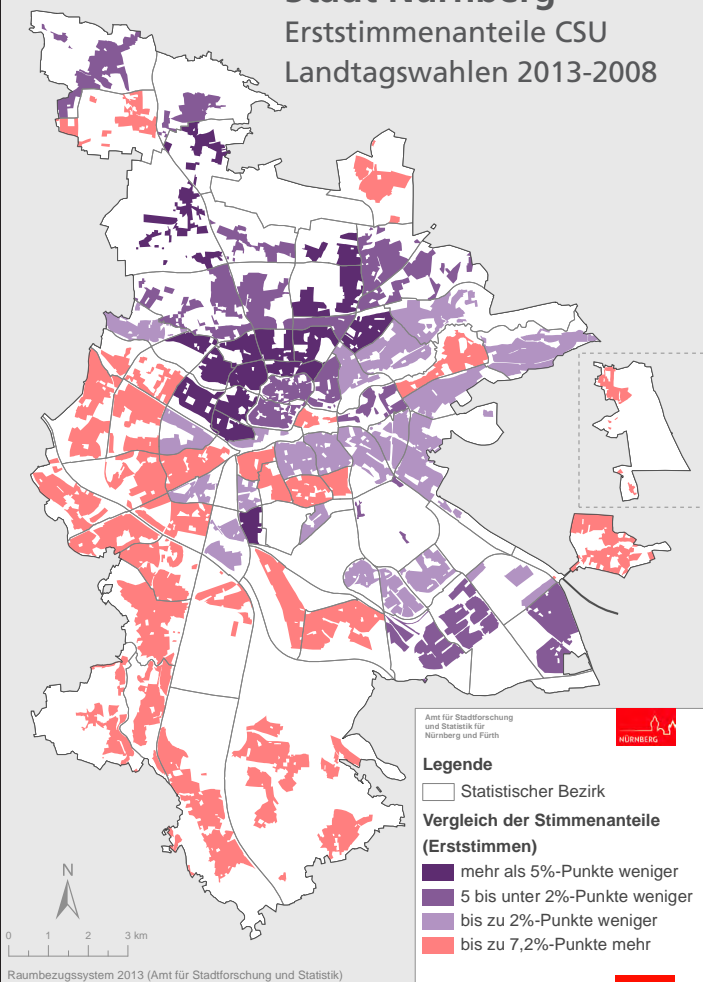 Stadt Nürnberg
Erststimmenanteile CSU
Landtagswahlen 2013-2008
Amt für Stadtforschung
und Statistik für
Nürnberg und Fürth
NÜRNBERG
Legende
Statistischer Bezirk
Vergleich der Stimmenanteile
(Erststimmen)
mehr als 5%-Punkte weniger
5 bis unter 2%-Punkte weniger
bis zu 2%-Punkte weniger
bis zu 7,2%-Punkte mehr
N
0 1 2 3 km
Raumbezugssystem 2013 (Amt für Stadtforschung und Statistik)